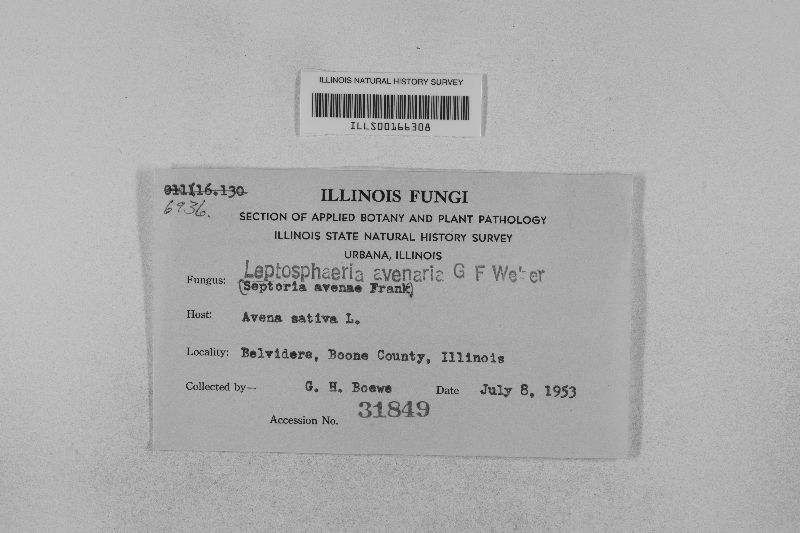 ILLINOIS NATURAL HISTORY SURVEY
ILLS00166308
6936.
ILLINOIS FUNGI
SECTION OF APPLIED BOTANY AND PLANT PATHOLOGY
ILLINOIS STATE NATURAL HISTORY SURVEY
URBANA, ILLINOIS
Fungus: Leptosphaeria avenaria G F Weber
(Septoria avenae Frank)
Host: Avena sativa L.
Locality: Belvidere, Boone County, Illinois
Collected by— G. H. Boewe Date July 8, 1953
Accession No. 31849